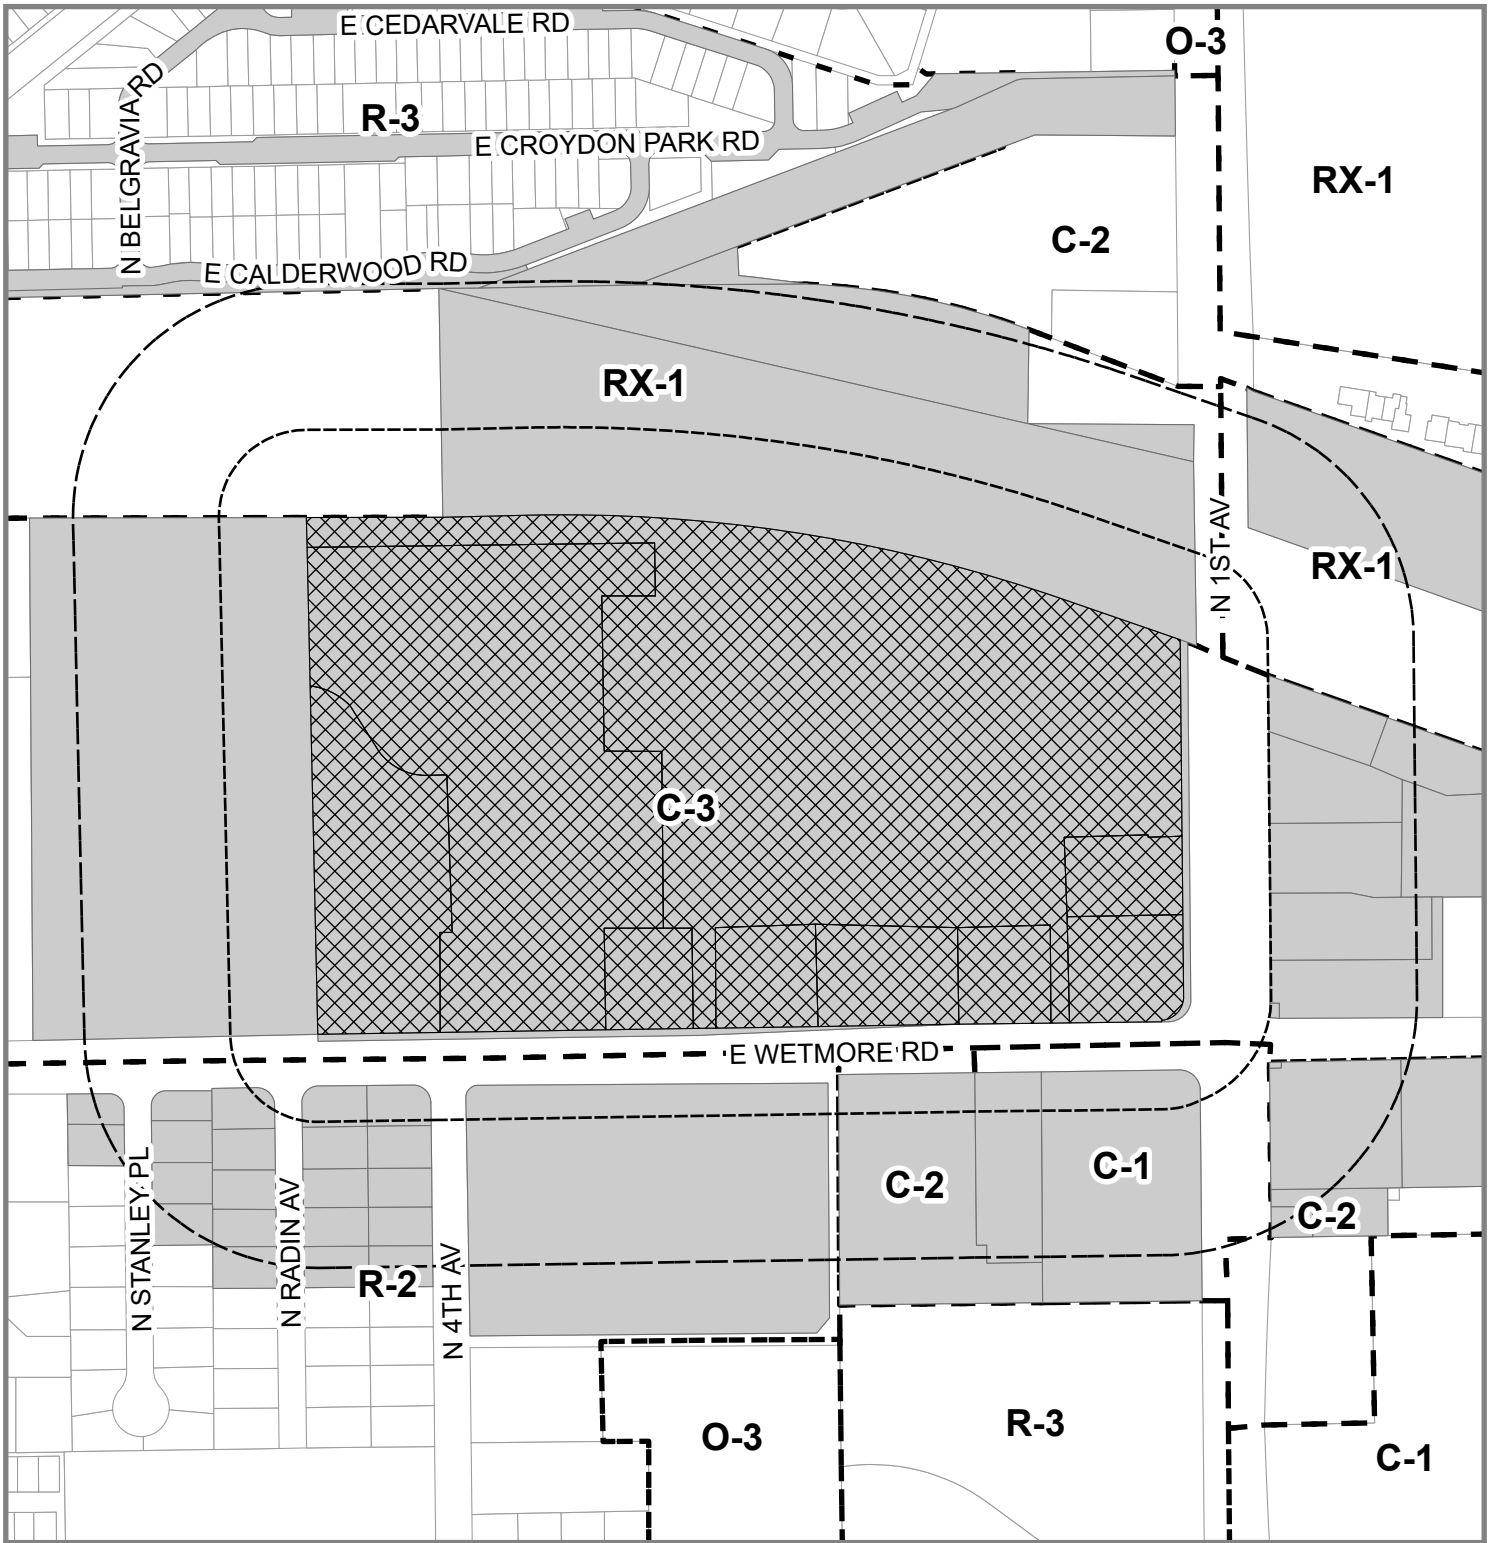 E CEDARVALE RD
O-3
N BELGRAVIA RD
R-3
E CROYDON PARK RD
RX-1
C-2
E CALDERWOOD RD
RX-1
N 1ST AV
RX-1
C-3
E WETMORE RD
C-2
C-1
C-2
N STANLEY PL
N RADIN AV
R-2
N 4TH AV
O-3
R-3
C-1